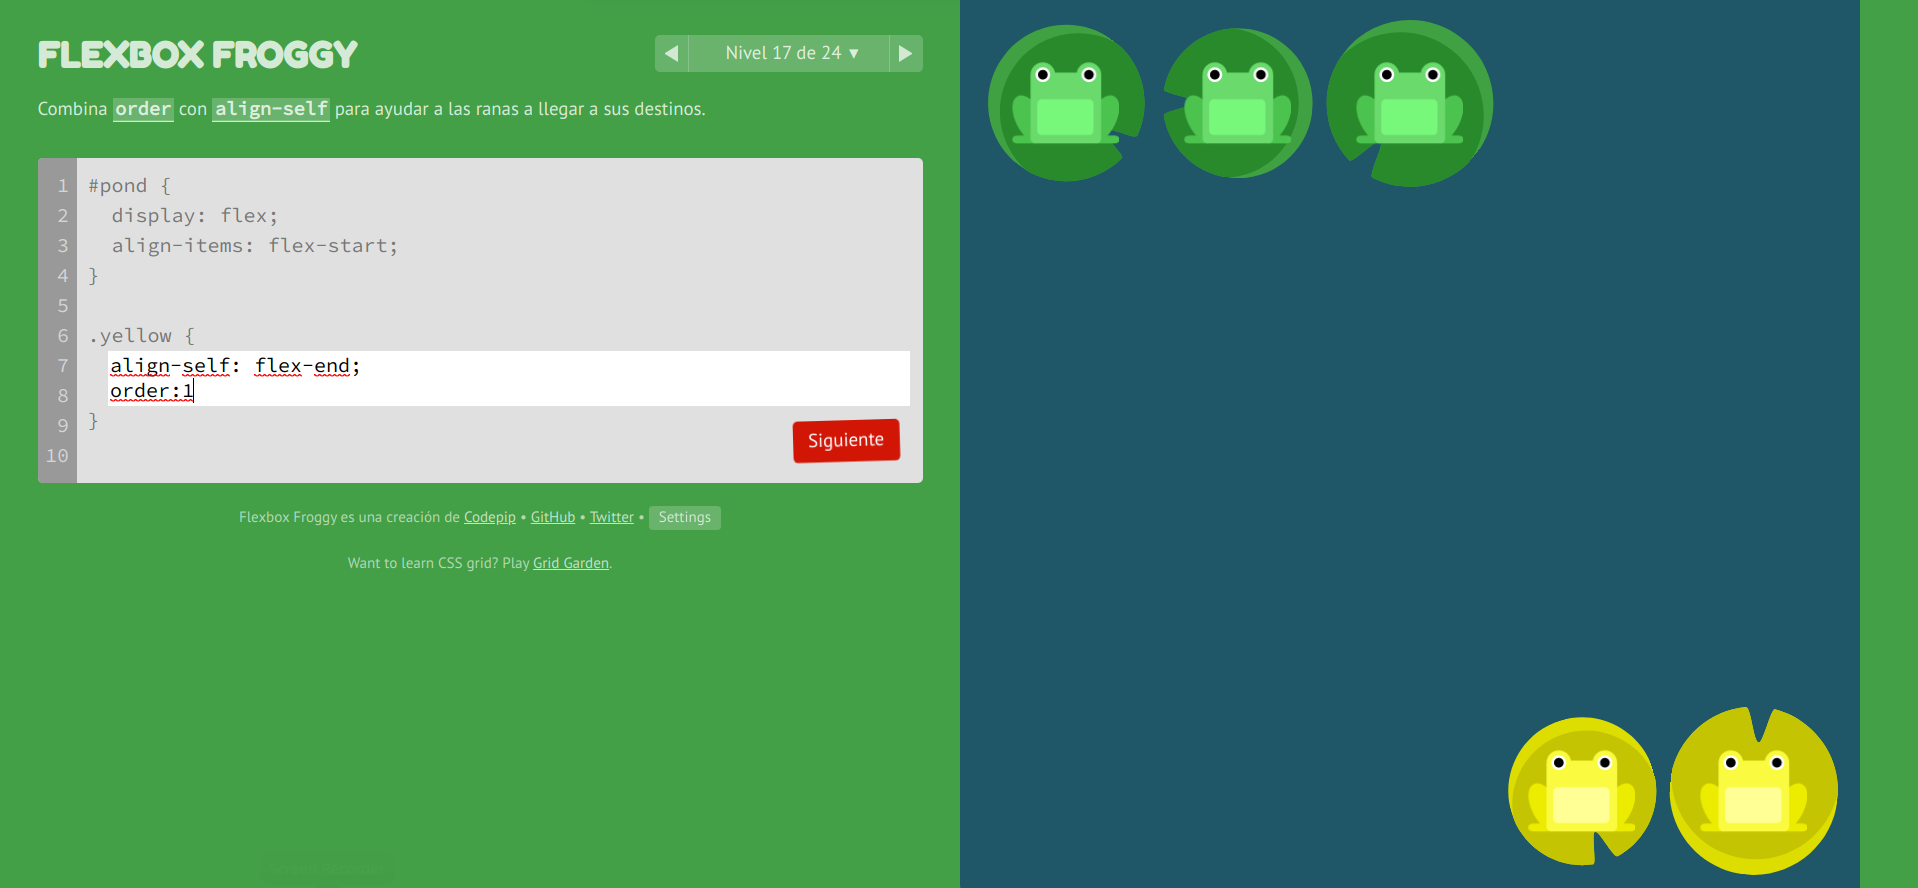 FLEXBOX FROGGY
◀ Nivel 17 de 24 ▼ ▶
Combina order con align-self para ayudar a las ranas a llegar a sus destinos.
1 #pond {
2 display: flex;
3 align-items: flex-start;
4 }
5
6 .yellow {
7 align-self: flex-end;
8 order:1
9 }
10
Siguiente
Flexbox Froggy es una creación de Codepip • GitHub • Twitter • Settings
Want to learn CSS grid? Play Grid Garden.